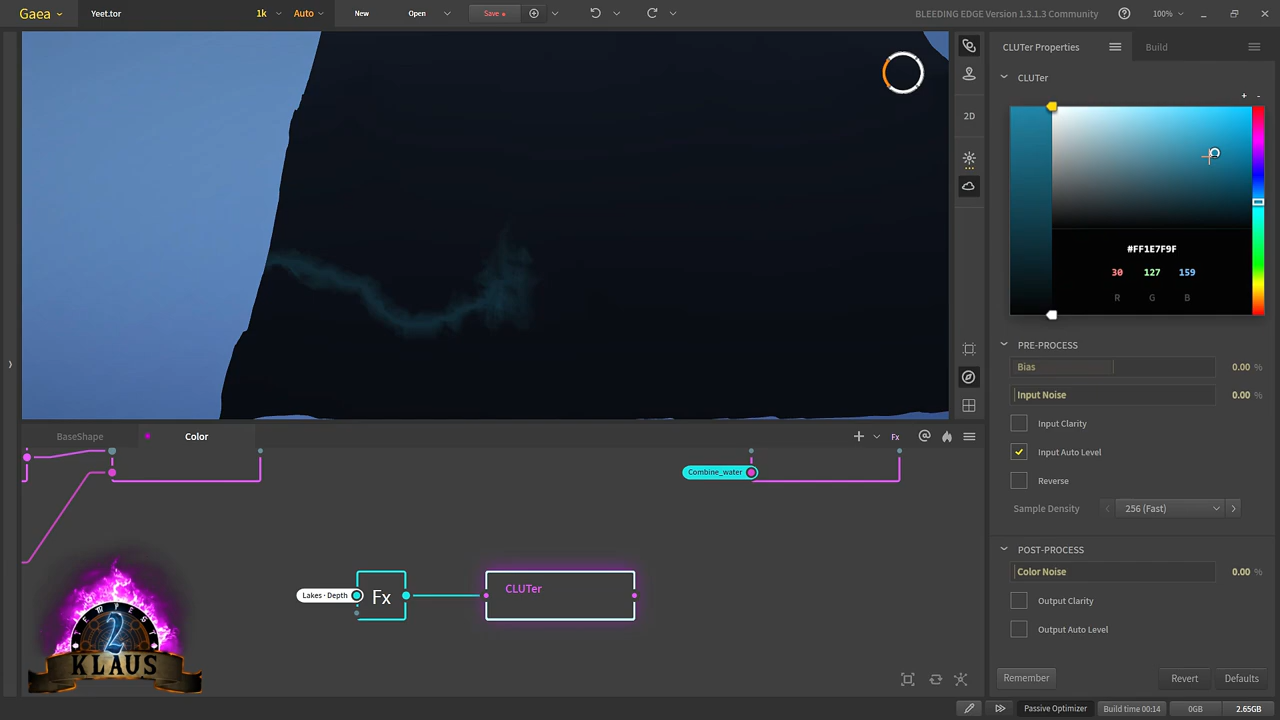 Gaea
Yeet.tor
1k
Auto
New
Open
Save
BLEEDING EDGE Version 1.3.1.3 Community
100%
CLUTer Properties
Build
CLUTer
+ -
2D
#FF1E7F9F
30 127 159
R G B
PRE-PROCESS
Bias 0.00 %
Input Noise 0.00 %
Input Clarity
Input Auto Level
Reverse
Sample Density 256 (Fast)
POST-PROCESS
Color Noise 0.00 %
Output Clarity
Output Auto Level
Remember Revert Defaults
BaseShape
Color
Fx
Combine_water
Lakes · Depth
Fx
CLUTer
TEMPEST
2
KLAUS
Passive Optimizer
Build time 00:14
0GB
2.65GB